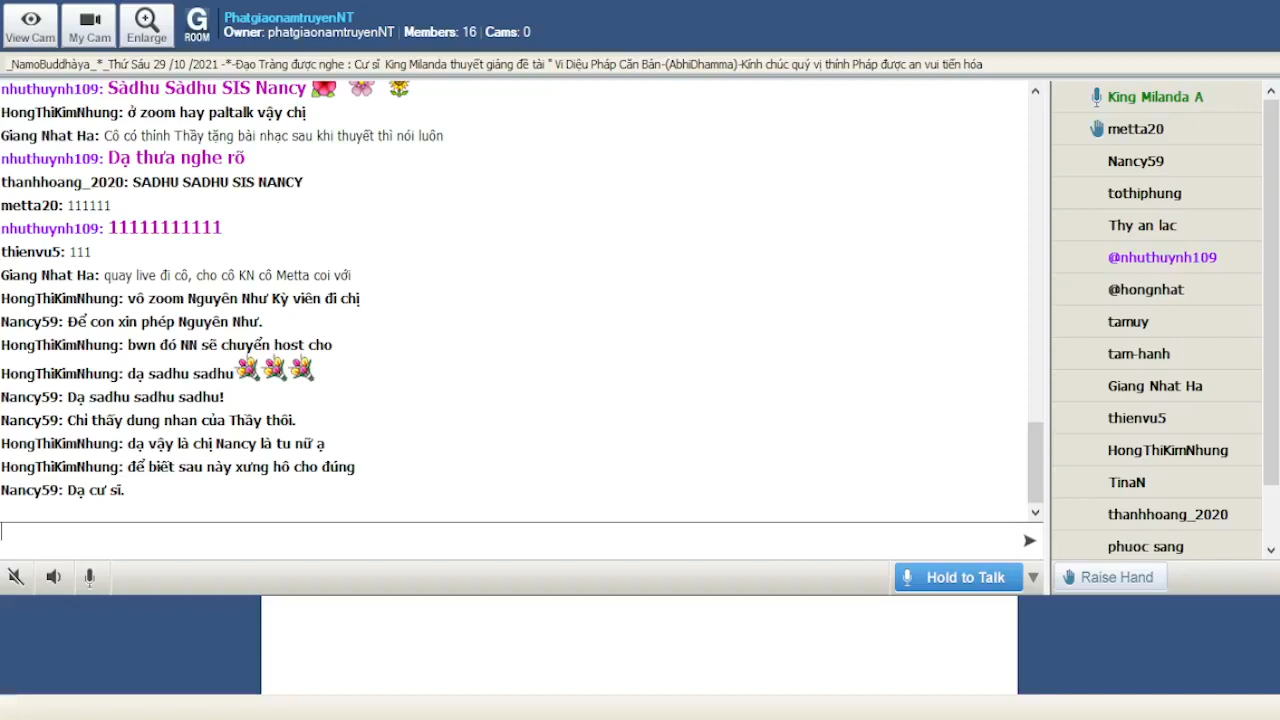 View Cam
My Cam
Enlarge
G
ROOM
PhatgiaonamtruyenNT
Owner: phatgiaonamtruyenNT | Members: 16 | Cams: 0
_NamoBuddhàya_*_Thứ Sáu 29 /10 /2021 -*-Đạo Tràng được nghe : Cư sĩ King Milanda thuyết giảng đề tài " Vi Diệu Pháp Căn Bản-(AbhiDhamma)-Kính chúc quý vị thính Pháp được an vui tiến hóa
nhuthuynh109: Sàdhu Sàdhu SIS Nancy
HongThiKimNhung: ở zoom hay paltalk vậy chị
Giang Nhat Ha: Cô có thính Thầy tặng bài nhạc sau khi thuyết thì nói luôn
nhuthuynh109: Dạ thưa nghe rõ
thanhhoang_2020: SADHU SADHU SIS NANCY
metta20: 111111
nhuthuynh109: 11111111111
thienvu5: 111
Giang Nhat Ha: quay live đi cô, cho cô KN cô Metta coi với
HongThiKimNhung: vô zoom Nguyên Như Kỳ viên đi chị
Nancy59: Để con xin phép Nguyên Như.
HongThiKimNhung: bwn đó NN sẽ chuyển host cho
HongThiKimNhung: dạ sadhu sadhu
Nancy59: Dạ sadhu sadhu sadhu!
Nancy59: Chỉ thấy dung nhan của Thầy thôi.
HongThiKimNhung: dạ vậy là chị Nancy là tu nữ ạ
HongThiKimNhung: để biết sau này xưng hô cho đúng
Nancy59: Dạ cư sĩ.
King Milanda A
metta20
Nancy59
tothiphung
Thy an lac
@nhuthuynh109
@hongnhat
tamuy
tam-hanh
Giang Nhat Ha
thienvu5
HongThiKimNhung
TinaN
thanhhoang_2020
phuoc sang
Hold to Talk
Raise Hand